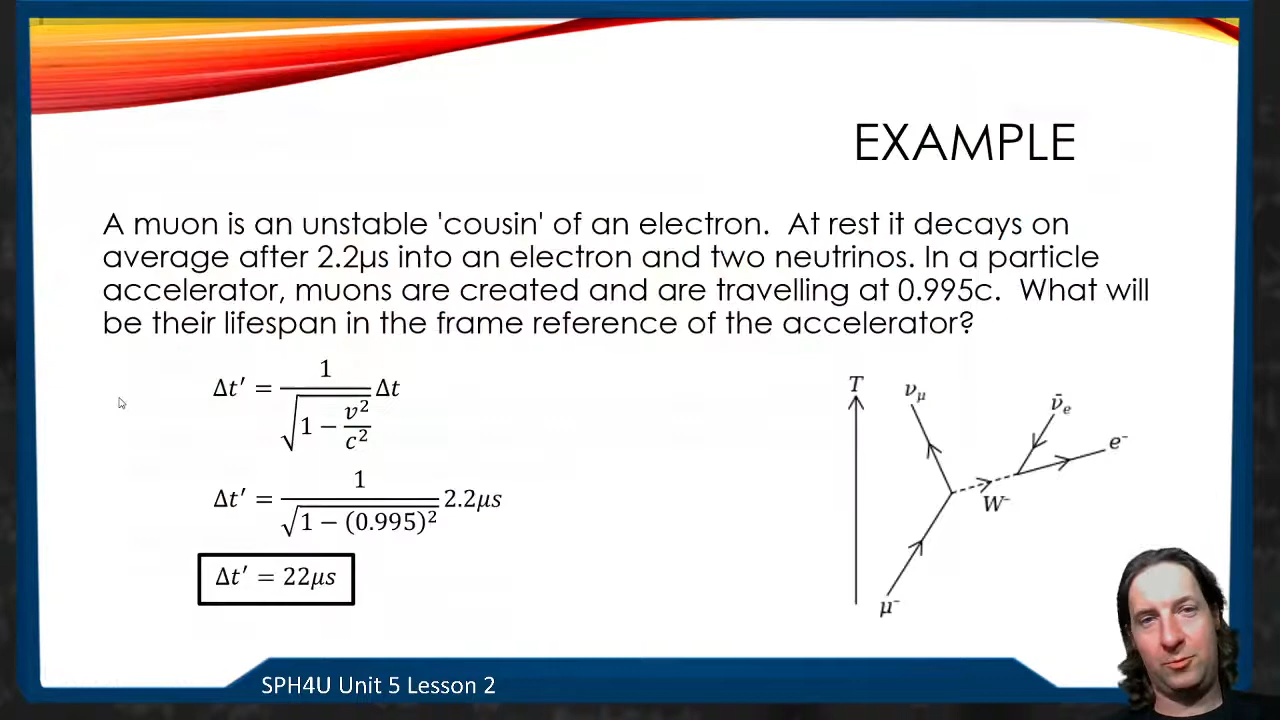 EXAMPLE
A muon is an unstable 'cousin' of an electron.  At rest it decays on
average after 2.2µs into an electron and two neutrinos. In a particle
accelerator, muons are created and are travelling at 0.995c.  What will
be their lifespan in the frame reference of the accelerator?
Δt′ = 1 / √(1 − v²/c²) Δt
Δt′ = 1 / √(1 − (0.995)²) 2.2μs
Δt′ = 22μs
T
νμ
ν̄e
e⁻
W⁻
μ⁻
SPH4U Unit 5 Lesson 2